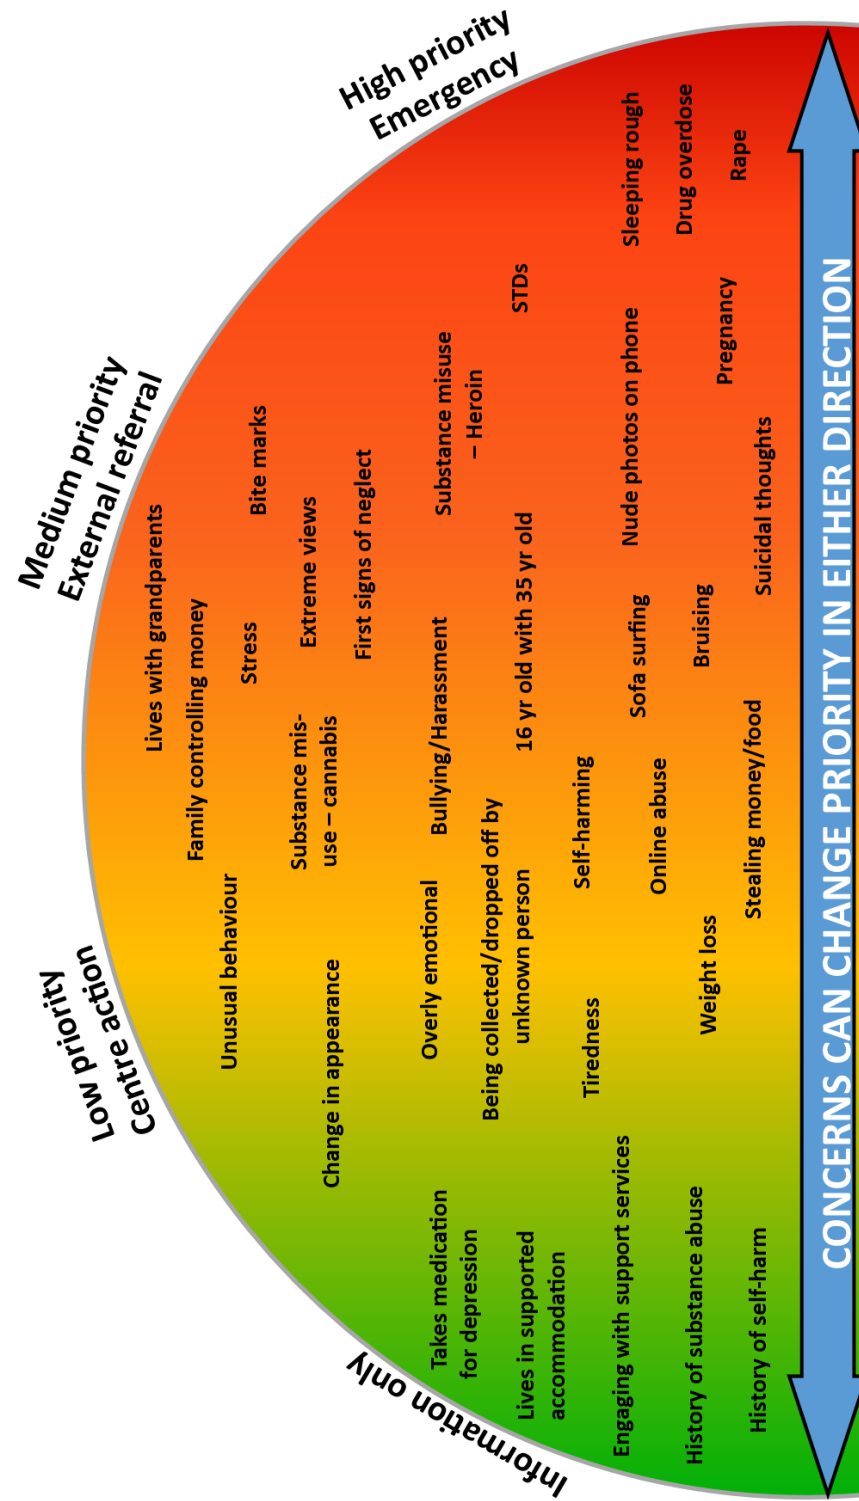 Information only
Low priority
Centre action
Medium priority
External referral
High priority
Emergency
Lives with grandparents
Family controlling money
Unusual behaviour
Stress
Bite marks
Substance mis-
use – cannabis
Extreme views
Change in appearance
First signs of neglect
Overly emotional
Bullying/Harassment
Substance misuse
– Heroin
Takes medication
for depression
Being collected/dropped off by
unknown person
16 yr old with 35 yr old
STDs
Lives in supported
accommodation
Tiredness
Self-harming
Engaging with support services
Sofa surfing
Nude photos on phone
Sleeping rough
Online abuse
History of substance abuse
Weight loss
Bruising
Pregnancy
Drug overdose
History of self-harm
Stealing money/food
Suicidal thoughts
Rape
CONCERNS CAN CHANGE PRIORITY IN EITHER DIRECTION